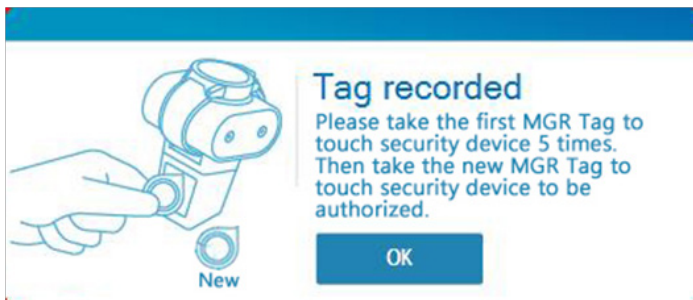 Tag recorded
Please take the first MGR Tag to
touch security device 5 times.
Then take the new MGR Tag to
touch security device to be
authorized.
OK
New